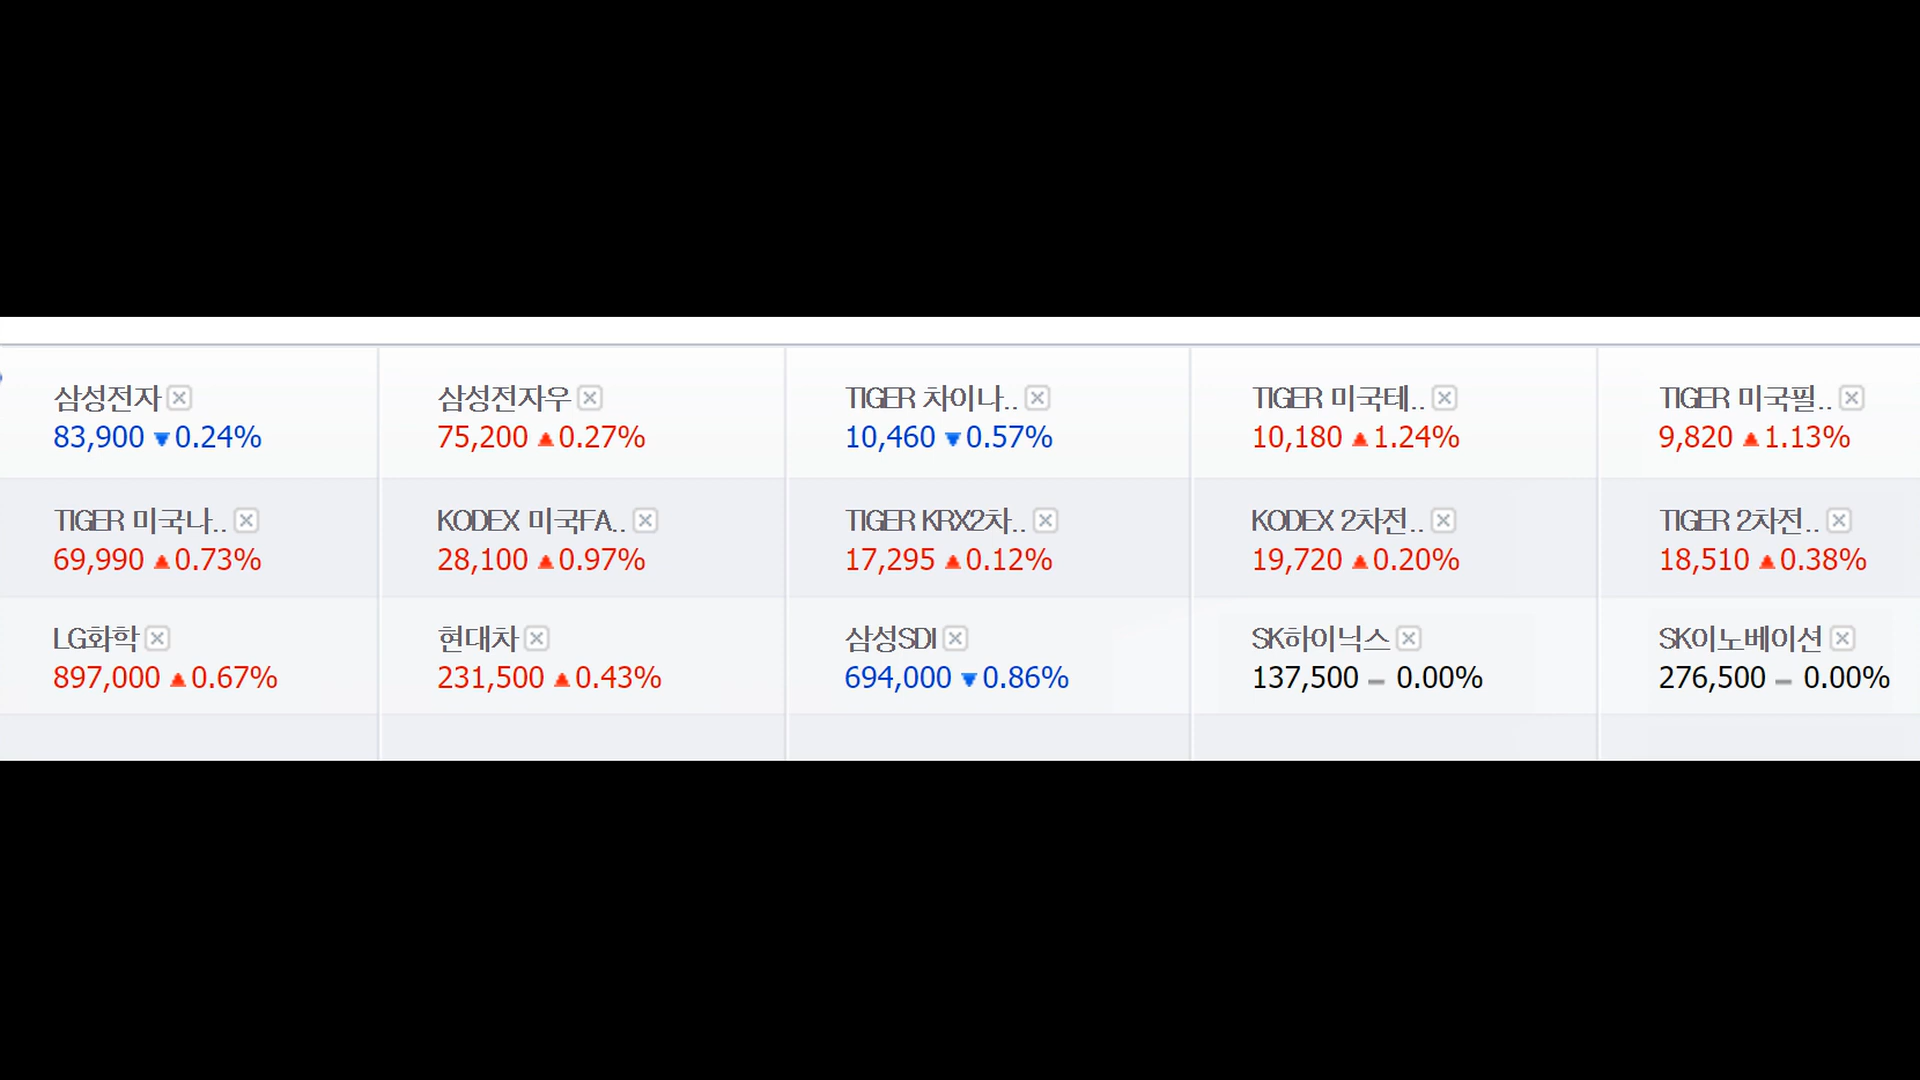 삼성전자
83,900 ▼ 0.24%
삼성전자우
75,200 ▲ 0.27%
TIGER 차이나..
10,460 ▼ 0.57%
TIGER 미국테..
10,180 ▲ 1.24%
TIGER 미국필..
9,820 ▲ 1.13%
TIGER 미국나..
69,990 ▲ 0.73%
KODEX 미국FA..
28,100 ▲ 0.97%
TIGER KRX2차..
17,295 ▲ 0.12%
KODEX 2차전..
19,720 ▲ 0.20%
TIGER 2차전..
18,510 ▲ 0.38%
LG화학
897,000 ▲ 0.67%
현대차
231,500 ▲ 0.43%
삼성SDI
694,000 ▼ 0.86%
SK하이닉스
137,500 – 0.00%
SK이노베이션
276,500 – 0.00%